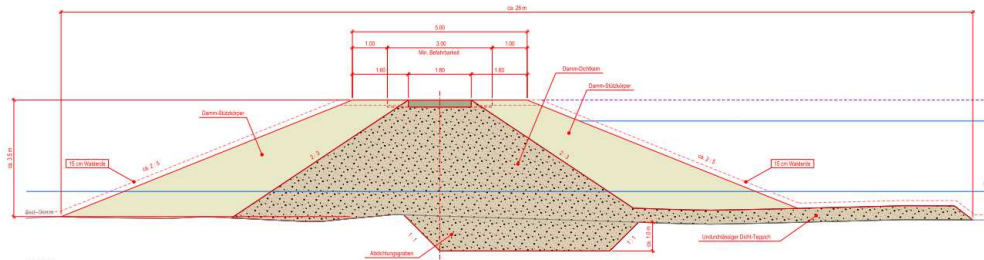 ca. 26 m
5.00
1.00
3.00
1.00
Min. Befahrbarkeit
1.60
1.80
1.60
Damm-Dichtkern
Damm-Stützkörper
Damm-Stützkörper
ca. 3.5 m
15 cm Walderde
ca. 2 : 5
2 : 3
2 : 3
ca. 2 : 5
15 cm Walderde
1 : 1
1 : 1
ca. 1.0 m
Abdichtungsgraben
Undurchlässiger Dicht-Teppich